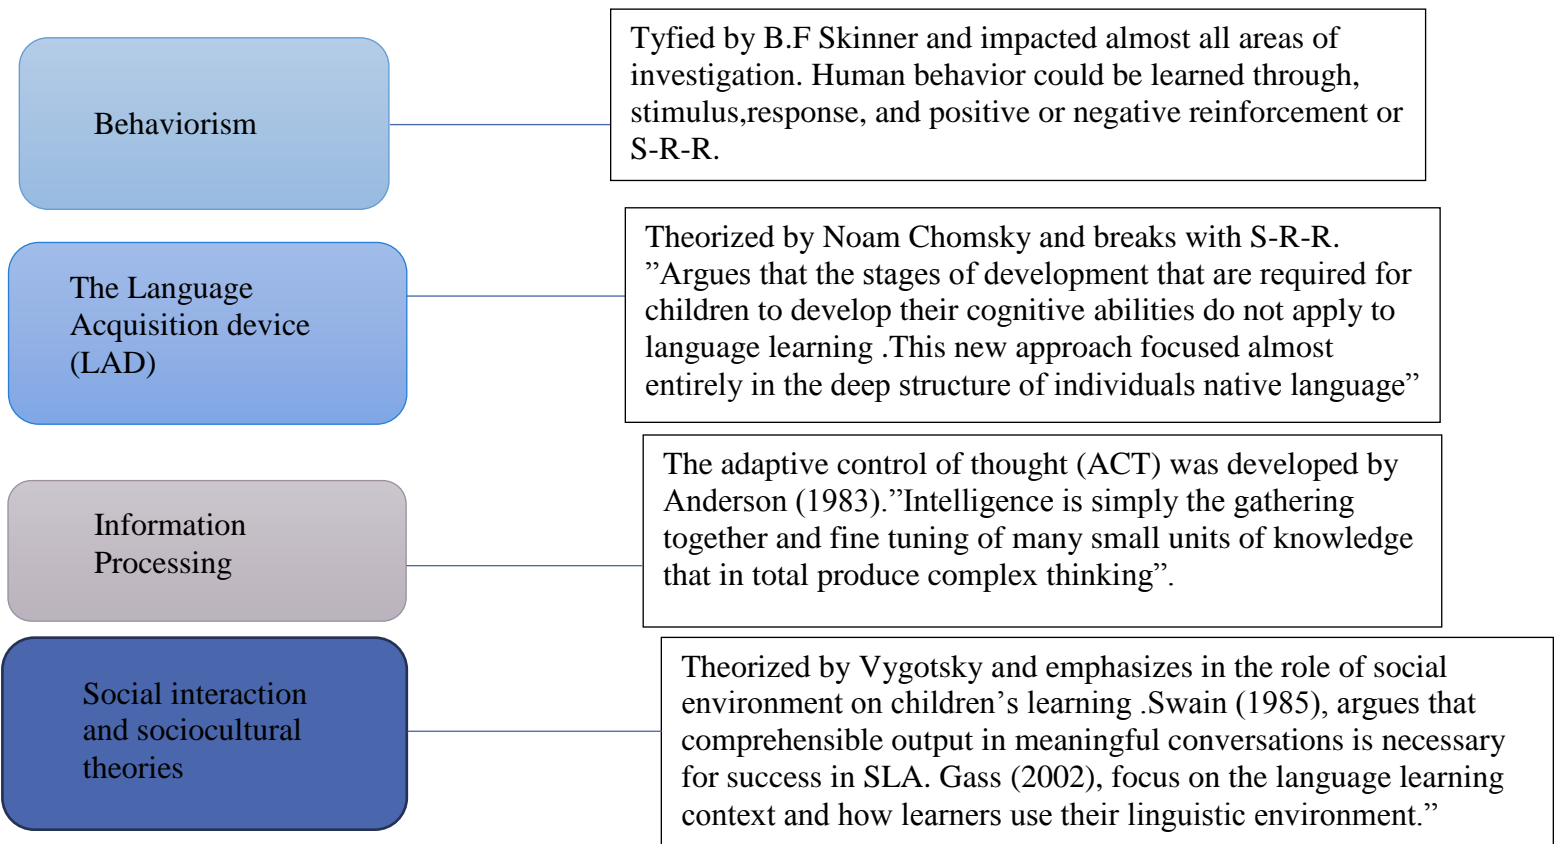 Behaviorism
Tyfied by B.F Skinner and impacted almost all areas of
investigation. Human behavior could be learned through,
stimulus,response, and positive or negative reinforcement or
S-R-R.
The Language
Acquisition device
(LAD)
Theorized by Noam Chomsky and breaks with S-R-R.
”Argues that the stages of development that are required for
children to develop their cognitive abilities do not apply to
language learning .This new approach focused almost
entirely in the deep structure of individuals native language”
Information
Processing
The adaptive control of thought (ACT) was developed by
Anderson (1983).”Intelligence is simply the gathering
together and fine tuning of many small units of knowledge
that in total produce complex thinking”.
Social interaction
and sociocultural
theories
Theorized by Vygotsky and emphasizes in the role of social
environment on children’s learning .Swain (1985), argues that
comprehensible output in meaningful conversations is necessary
for success in SLA. Gass (2002), focus on the language learning
context and how learners use their linguistic environment.”